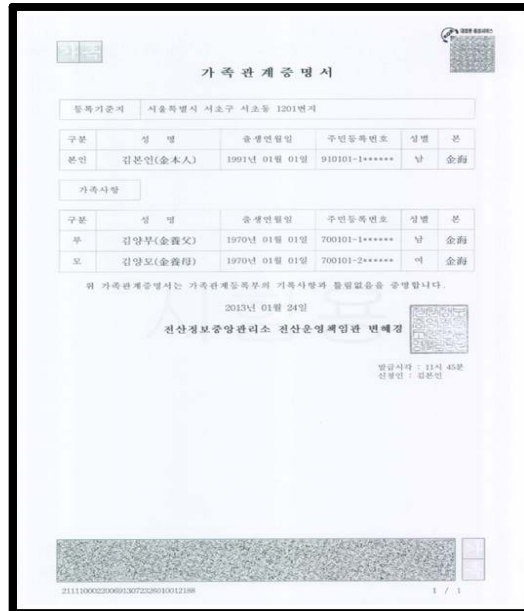 가족
대법원 종합서비스
가 족 관 계 증 명 서
등록기준지 서울특별시 서초구 서초동 1201번지
구분 성 명 출생연월일 주민등록번호 성별 본
본인 김본인(金本人) 1991년 01월 01일 910101-1****** 남 金海
가족사항
구분 성 명 출생연월일 주민등록번호 성별 본
부 김양부(金養父) 1970년 01월 01일 700101-1****** 남 金海
모 김양모(金養母) 1970년 01월 01일 700101-2****** 여 金海
위 가족관계증명서는 가족관계등록부의 기록사항과 틀림없음을 증명합니다.
2013년 01월 24일
전산정보중앙관리소 전산운영책임관 변혜경
발급시각 : 11시 45분
신청인 : 김본인
1 / 1